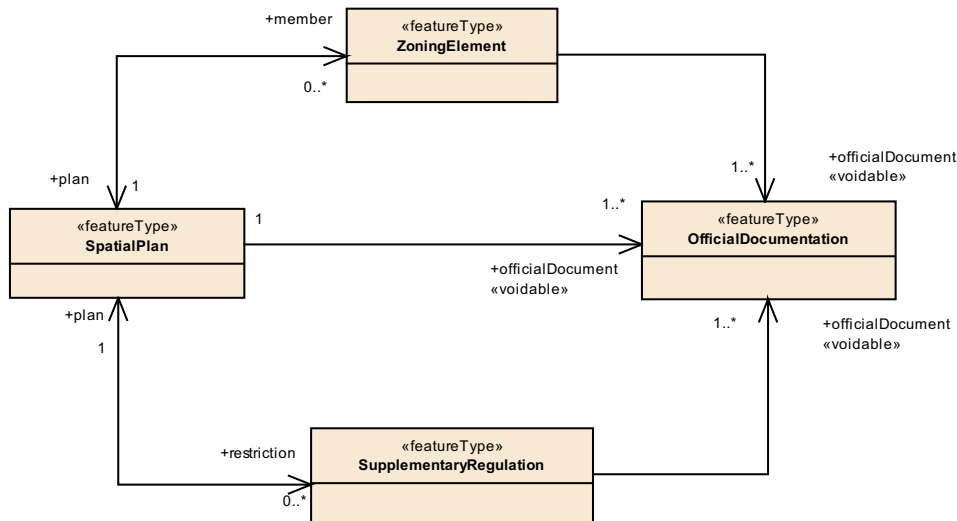 +member
«featureType»
ZoningElement
0..*
+officialDocument
«voidable»
1..*
+plan
1
«featureType»
SpatialPlan
1
1..*
+officialDocument
«voidable»
«featureType»
OfficialDocumentation
+plan
1
1..*
+officialDocument
«voidable»
+restriction
0..*
«featureType»
SupplementaryRegulation